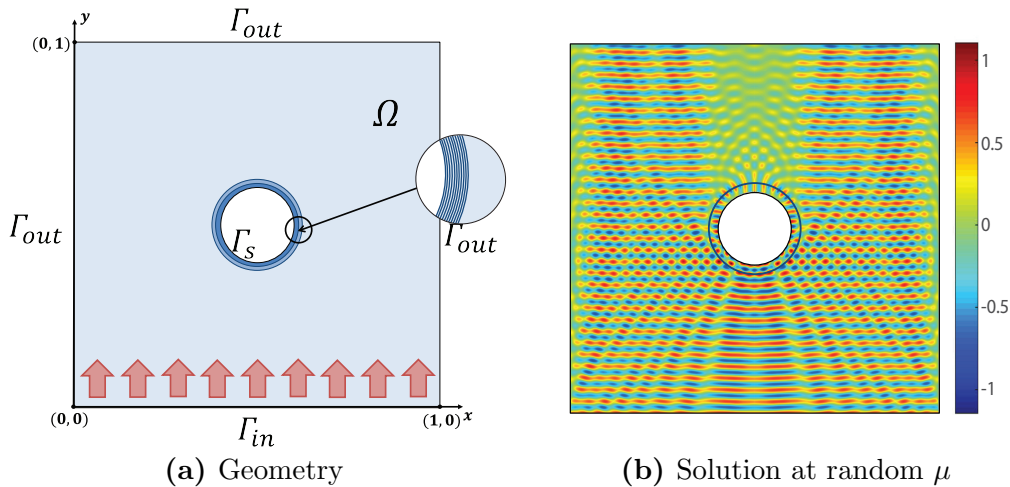 y
Γout
(0,1)
Ω
Γout
Γs
Γout
(0,0)
Γin
(1,0) x
(a) Geometry
1
0.5
0
-0.5
-1
(b) Solution at random μ